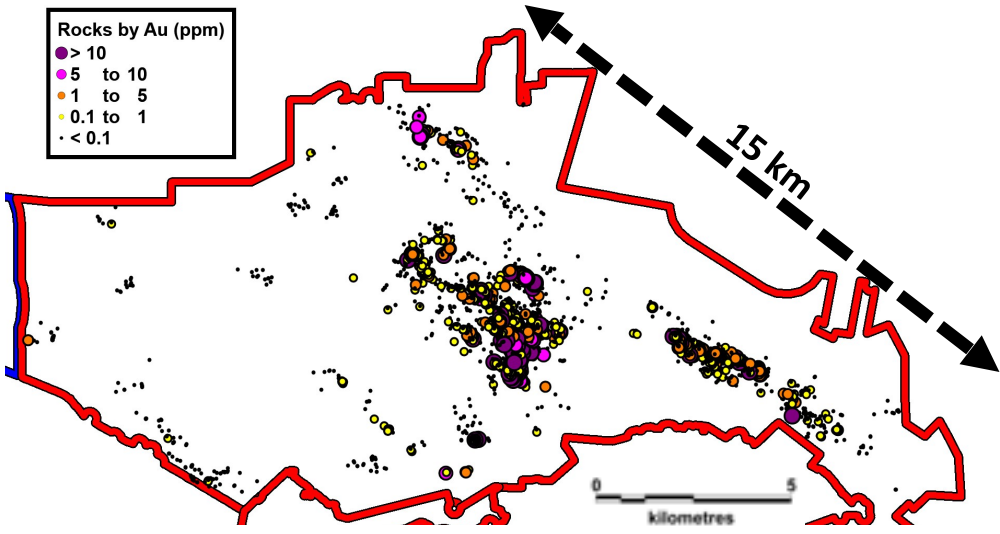 Rocks by Au (ppm)
> 10
5 to 10
1 to 5
0.1 to 1
< 0.1
15 km
0 5
kilometres